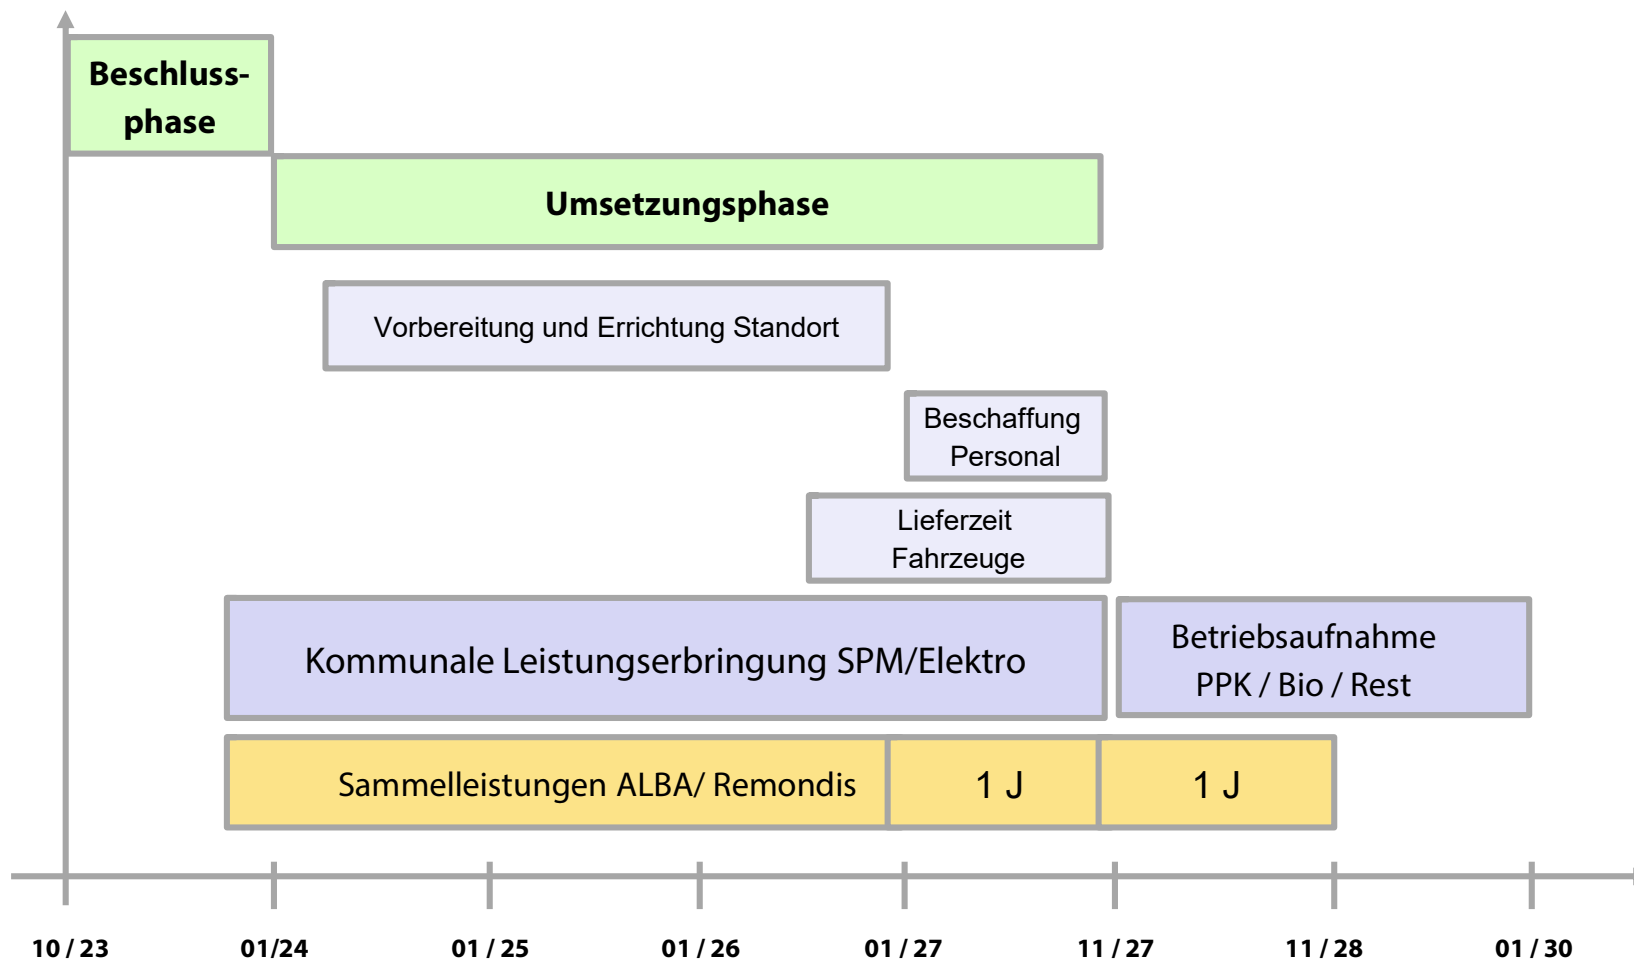 Beschluss-
phase
Umsetzungsphase
Vorbereitung und Errichtung Standort
Beschaffung
Personal
Lieferzeit
Fahrzeuge
Kommunale Leistungserbringung SPM/Elektro
Betriebsaufnahme
PPK / Bio / Rest
Sammelleistungen ALBA/ Remondis
1 J
1 J
10 / 23
01/24
01 / 25
01 / 26
01 / 27
11 / 27
11 / 28
01 / 30